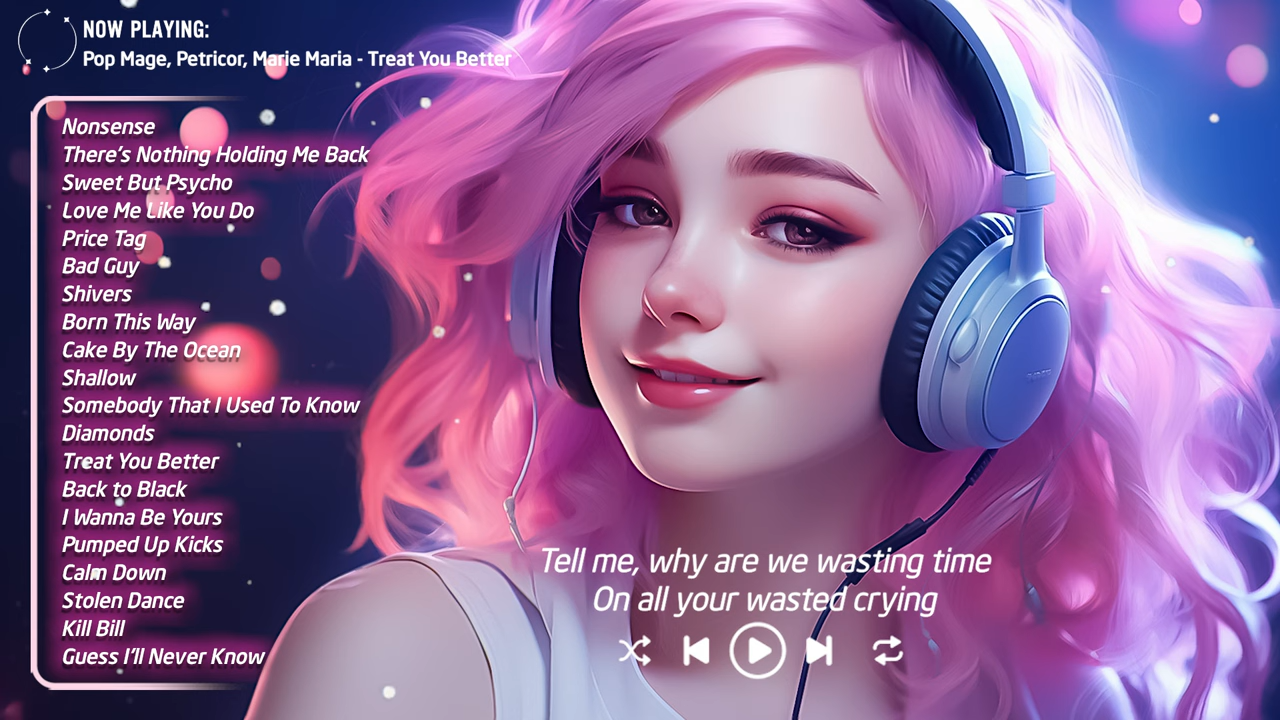 NOW PLAYING:
Pop Mage, Petricor, Marie Maria - Treat You Better
Nonsense
There's Nothing Holding Me Back
Sweet But Psycho
Love Me Like You Do
Price Tag
Bad Guy
Shivers
Born This Way
Cake By The Ocean
Shallow
Somebody That I Used To Know
Diamonds
Treat You Better
Back to Black
I Wanna Be Yours
Pumped Up Kicks
Calm Down
Stolen Dance
Kill Bill
Guess I'll Never Know
Tell me, why are we wasting time
On all your wasted crying